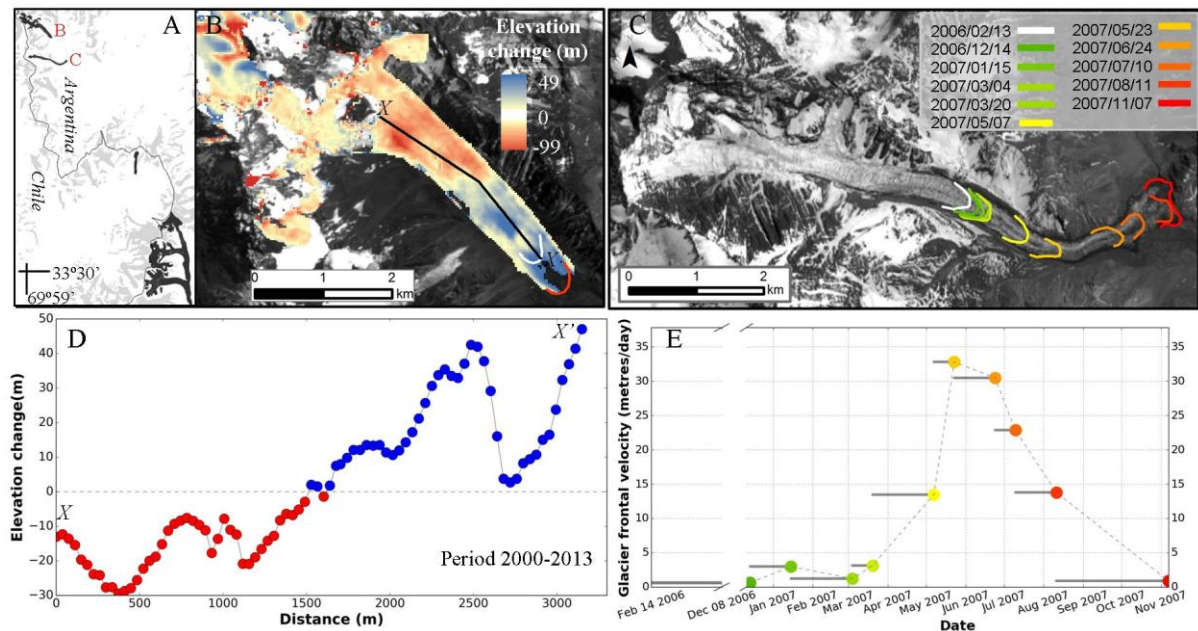 A
B
C
Argentina
Chile
33º30'
69º59'
B
Elevation
change (m)
49
0
-99
X
X'
0 1 2
km
C
2006/02/13
2006/12/14
2007/01/15
2007/03/04
2007/03/20
2007/05/07
2007/05/23
2007/06/24
2007/07/10
2007/08/11
2007/11/07
0 1 2
km
D
Elevation change(m)
50
40
30
20
10
0
−10
−20
−30
X
X'
Period 2000-2013
0 500 1000 1500 2000 2500 3000
Distance (m)
E
Glacier frontal velocity (metres/day)
35
30
25
20
15
10
5
0
35
30
25
20
15
10
5
0
Feb 14 2006
Dec 08 2006
Jan 2007
Feb 2007
Mar 2007
Apr 2007
May 2007
Jun 2007
Jul 2007
Aug 2007
Sep 2007
Oct 2007
Nov 2007
Date